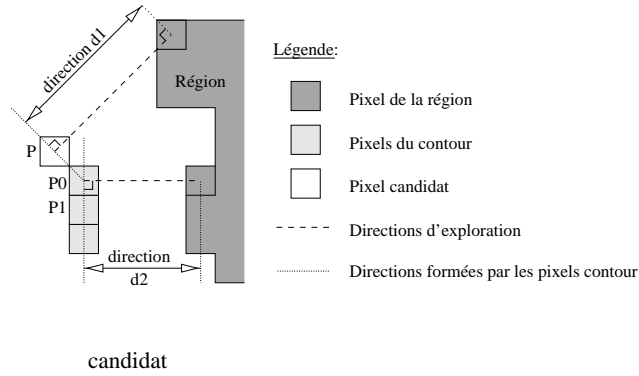 direction d1
Région
P
P0
P1
direction
d2
Légende:
Pixel de la région
Pixels du contour
Pixel candidat
Directions d'exploration
Directions formées par les pixels contour
candidat